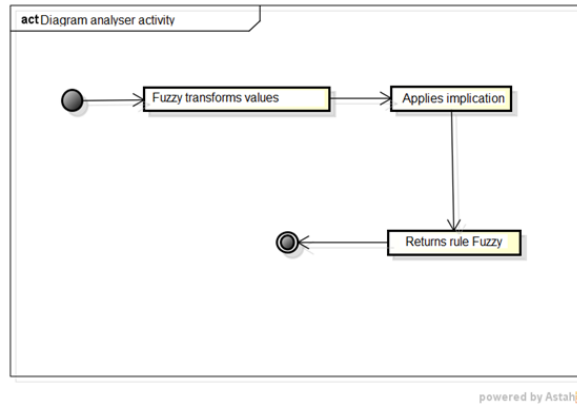 act Diagram analyser activity
Fuzzy transforms values
Applies implication
Returns rule Fuzzy
powered by Astah